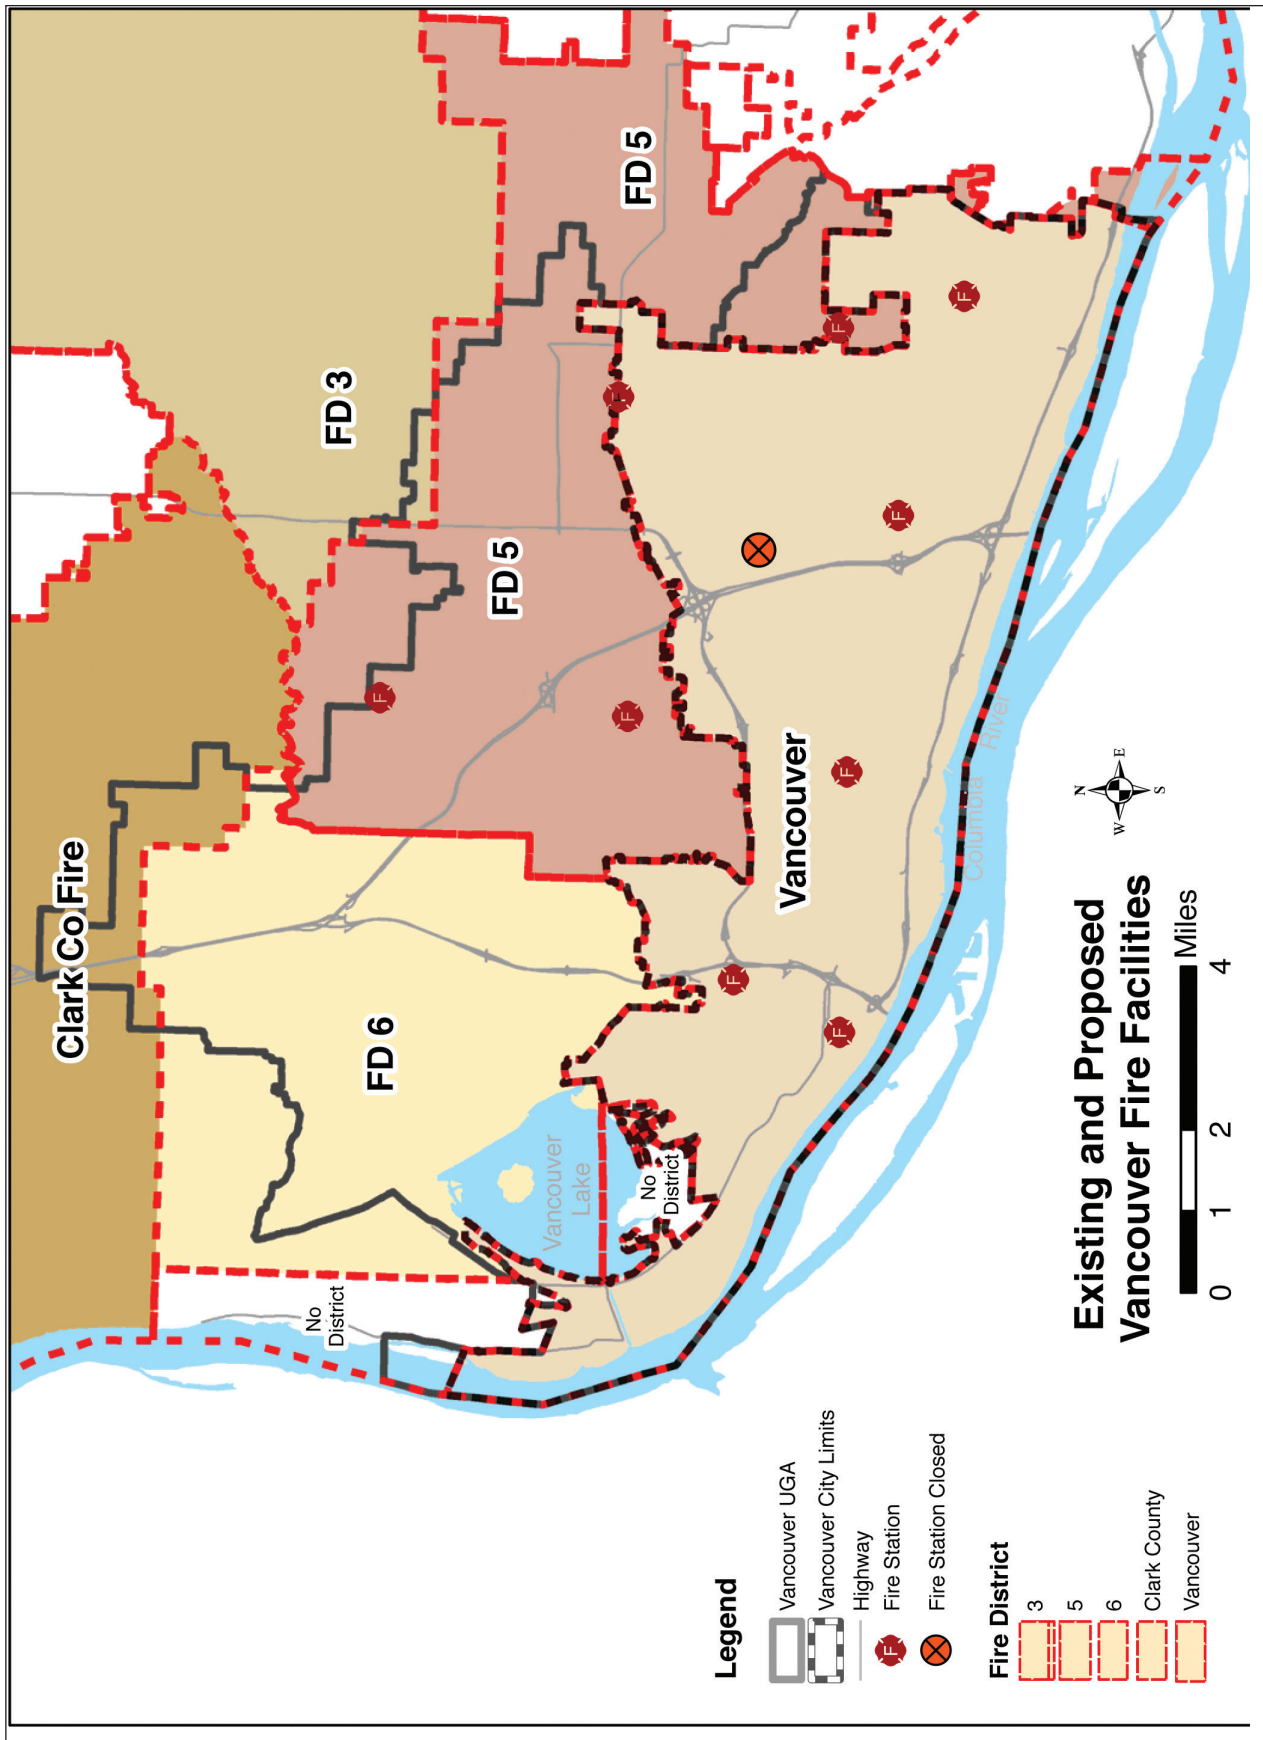 Clark Co Fire
FD 3
FD 5
FD 5
FD 6
No
District
Vancouver
Lake
No
District
Vancouver
Columbia River
F
F
F
F
F
F
F
F
F
N
W
E
S
Existing and Proposed
Vancouver Fire Facilities
0 1 2 4 Miles
Legend
Vancouver UGA
Vancouver City Limits
Highway
F Fire Station
Fire Station Closed
Fire District
3
5
6
Clark County
Vancouver